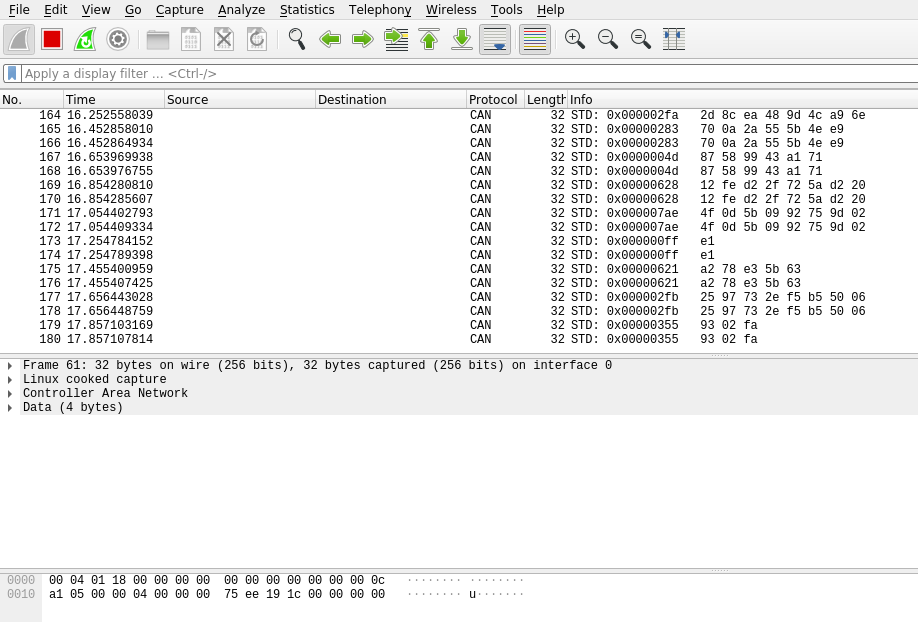 File Edit View Go Capture Analyze Statistics Telephony Wireless Tools Help
Apply a display filter ... <Ctrl-/>
No. Time Source Destination Protocol Length Info
164 16.252558039 CAN 32 STD: 0x000002fa 2d 8c ea 48 9d 4c a9 6e
165 16.452858010 CAN 32 STD: 0x00000283 70 0a 2a 55 5b 4e e9
166 16.452864934 CAN 32 STD: 0x00000283 70 0a 2a 55 5b 4e e9
167 16.653969938 CAN 32 STD: 0x0000004d 87 58 99 43 a1 71
168 16.653976755 CAN 32 STD: 0x0000004d 87 58 99 43 a1 71
169 16.854280810 CAN 32 STD: 0x00000628 12 fe d2 2f 72 5a d2 20
170 16.854285607 CAN 32 STD: 0x00000628 12 fe d2 2f 72 5a d2 20
171 17.054402793 CAN 32 STD: 0x000007ae 4f 0d 5b 09 92 75 9d 02
172 17.054409334 CAN 32 STD: 0x000007ae 4f 0d 5b 09 92 75 9d 02
173 17.254784152 CAN 32 STD: 0x000000ff e1
174 17.254789398 CAN 32 STD: 0x000000ff e1
175 17.455400959 CAN 32 STD: 0x00000621 a2 78 e3 5b 63
176 17.455407425 CAN 32 STD: 0x00000621 a2 78 e3 5b 63
177 17.656443028 CAN 32 STD: 0x000002fb 25 97 73 2e f5 b5 50 06
178 17.656448759 CAN 32 STD: 0x000002fb 25 97 73 2e f5 b5 50 06
179 17.857103169 CAN 32 STD: 0x00000355 93 02 fa
180 17.857107814 CAN 32 STD: 0x00000355 93 02 fa
Frame 61: 32 bytes on wire (256 bits), 32 bytes captured (256 bits) on interface 0
Linux cooked capture
Controller Area Network
Data (4 bytes)
0000 00 04 01 18 00 00 00 00 00 00 00 00 00 00 00 0c ········ ········
0010 a1 05 00 00 04 00 00 00 75 ee 19 1c 00 00 00 00 ········ u·······